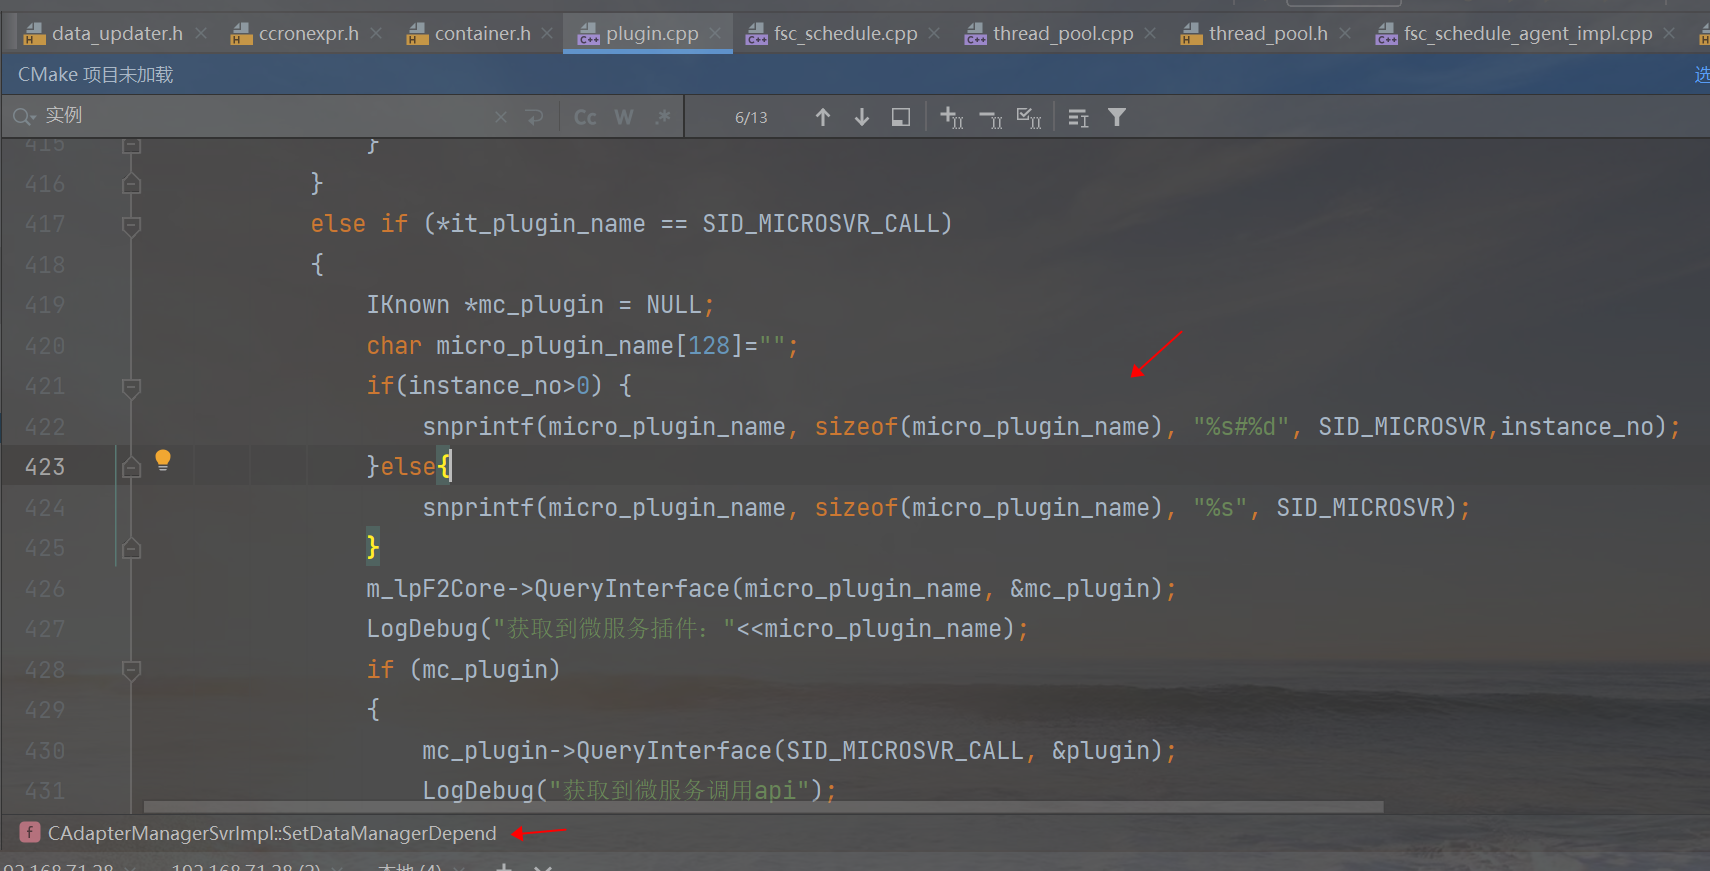 data_updater.h ccronexpr.h container.h plugin.cpp fsc_schedule.cpp thread_pool.cpp thread_pool.h fsc_schedule_agent_impl.cpp
CMake 项目未加载 选
实例 Cc W .* 6/13
415 }
416 }
417 else if (*it_plugin_name == SID_MICROSVR_CALL)
418 {
419 IKnown *mc_plugin = NULL;
420 char micro_plugin_name[128]="";
421 if(instance_no>0) {
422 snprintf(micro_plugin_name, sizeof(micro_plugin_name), "%s#%d", SID_MICROSVR,instance_no);
423 }else{
424 snprintf(micro_plugin_name, sizeof(micro_plugin_name), "%s", SID_MICROSVR);
425 }
426 m_lpF2Core->QueryInterface(micro_plugin_name, &mc_plugin);
427 LogDebug("获取到微服务插件："<<micro_plugin_name);
428 if (mc_plugin)
429 {
430 mc_plugin->QueryInterface(SID_MICROSVR_CALL, &plugin);
431 LogDebug("获取到微服务调用api");
f CAdapterManagerSvrImpl::SetDataManagerDepend
92.168.71.28 192.168.71.28 (2) 本地 (4)